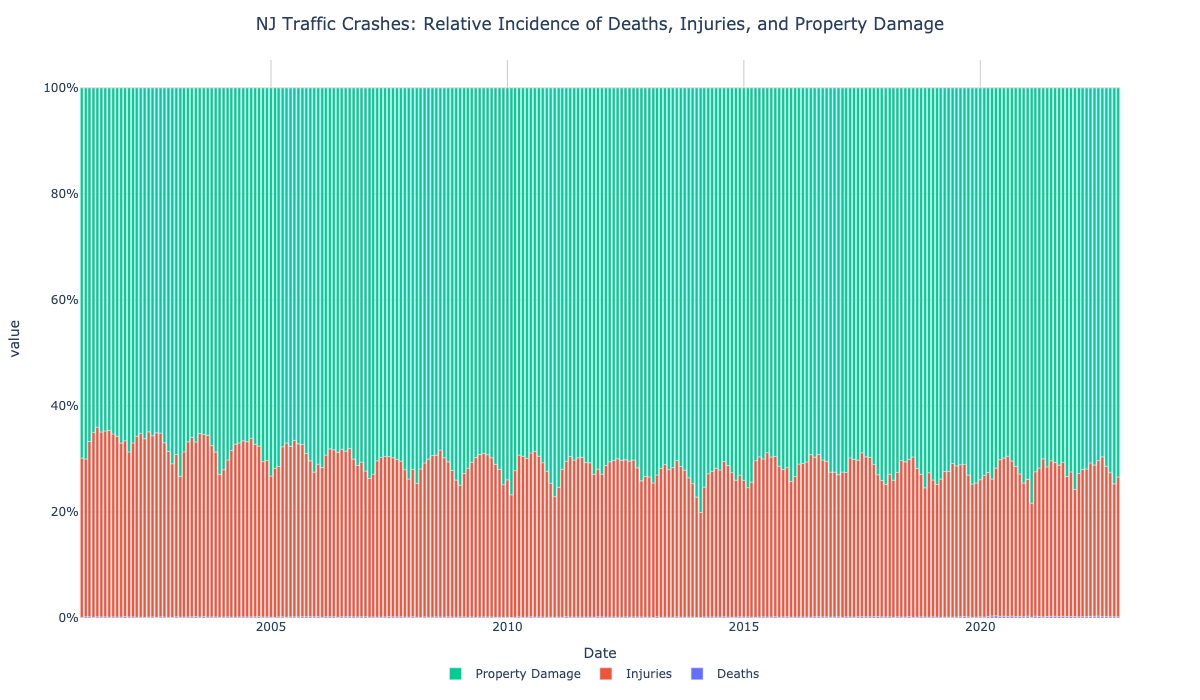 NJ Traffic Crashes: Relative Incidence of Deaths, Injuries, and Property Damage
100%
80%
60%
40%
20%
0%
value
2005 2010 2015 2020
Date
Property Damage Injuries Deaths